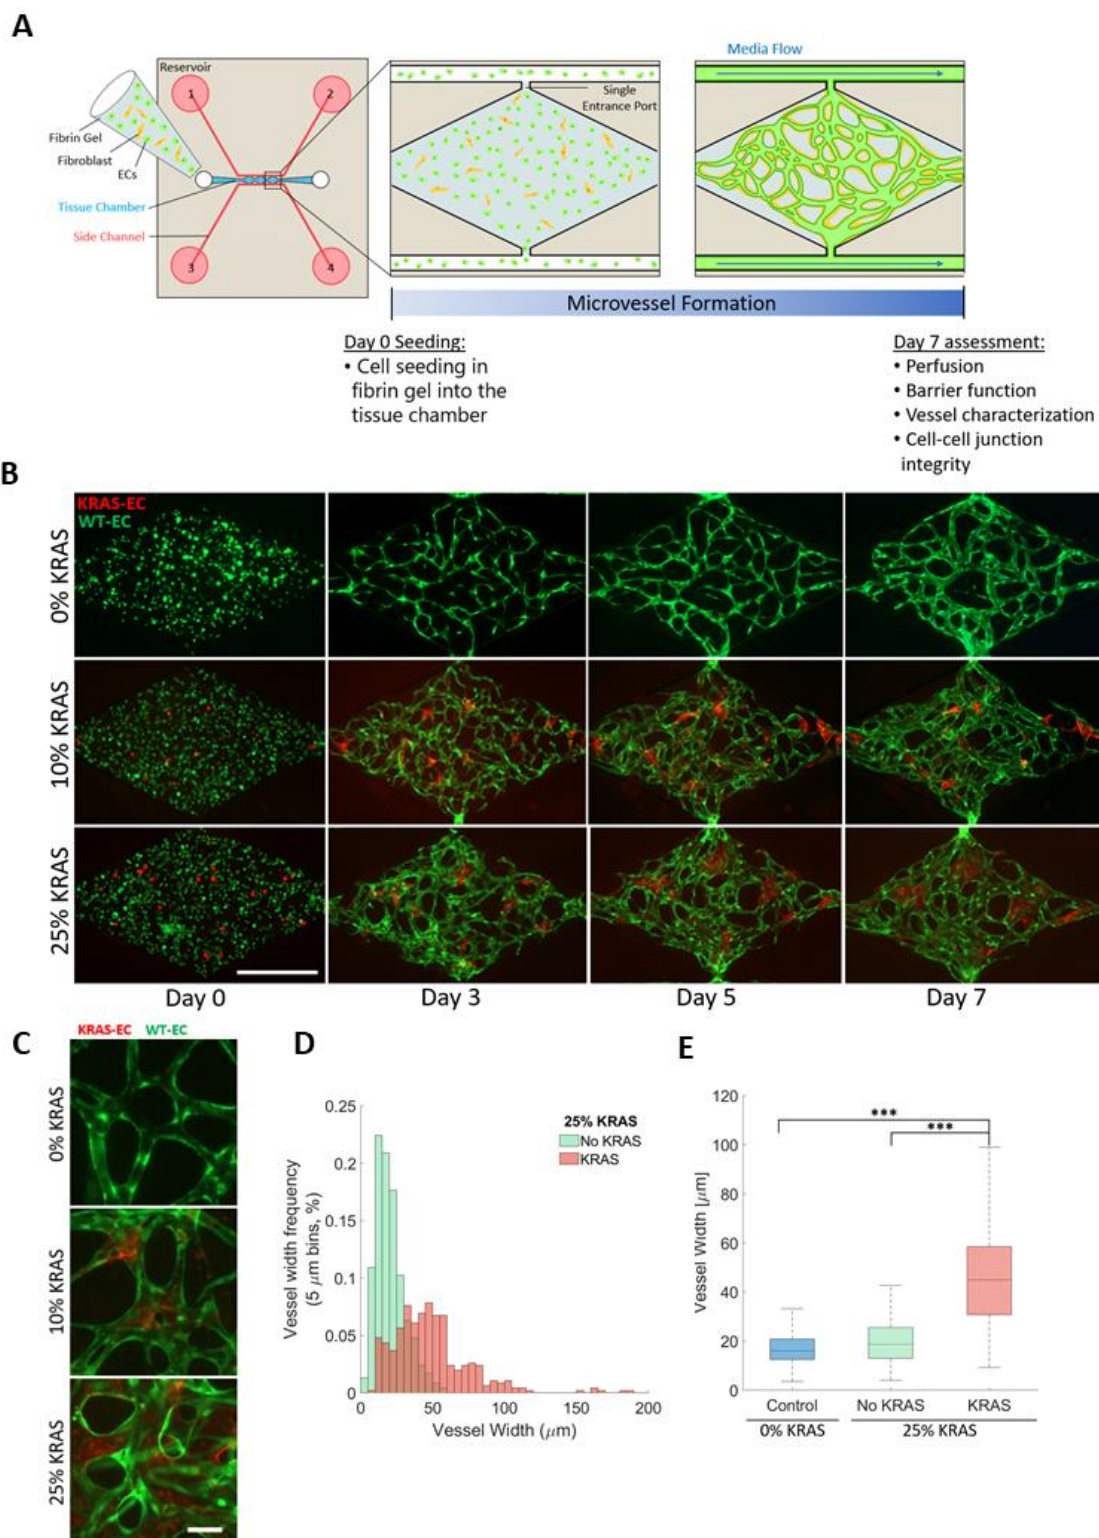 A
Reservoir
1
2
3
4
Fibrin Gel
Fibroblast
ECs
Tissue Chamber
Side Channel
Single
Entrance Port
Media Flow
Microvessel Formation
Day 0 Seeding:
• Cell seeding in
fibrin gel into the
tissue chamber
Day 7 assessment:
• Perfusion
• Barrier function
• Vessel characterization
• Cell-cell junction
integrity
B
KRAS-EC
WT-EC
0% KRAS
10% KRAS
25% KRAS
Day 0
Day 3
Day 5
Day 7
C
KRAS-EC WT-EC
0% KRAS
10% KRAS
25% KRAS
D
25% KRAS
No KRAS
KRAS
Vessel width frequency
(5 μm bins, %)
0.25
0.2
0.15
0.1
0.05
0
0 50 100 150 200
Vessel Width (μm)
E
***
***
Vessel Width [μm]
120
100
80
60
40
20
0
Control No KRAS KRAS
0% KRAS 25% KRAS